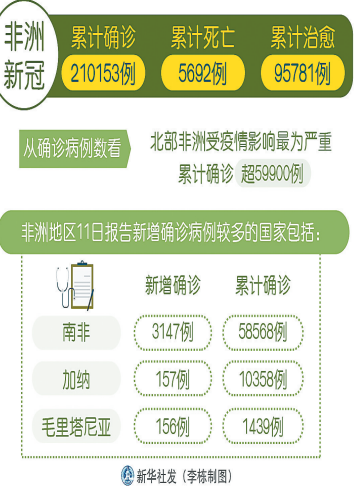 非洲
新冠
累计确诊 累计死亡 累计治愈
210153例 5692例 95781例
从确诊病例数看
北部非洲受疫情影响最为严重
累计确诊 超59900例
非洲地区11日报告新增确诊病例较多的国家包括：
新增确诊 累计确诊
南非 3147例 58568例
加纳 157例 10358例
毛里塔尼亚 156例 1439例
新华社发（李栋制图）